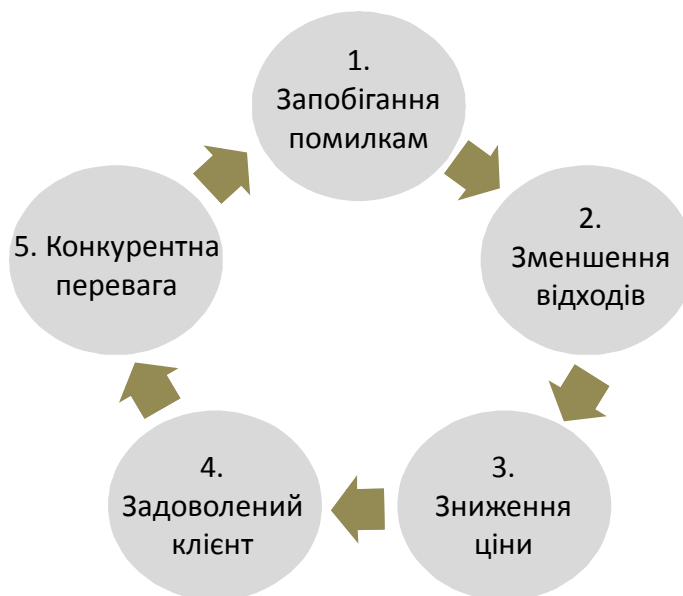 1.
Запобігання
помилкам
2.
Зменшення
відходів
3.
Зниження
ціни
4.
Задоволений
клієнт
5. Конкурентна
перевага